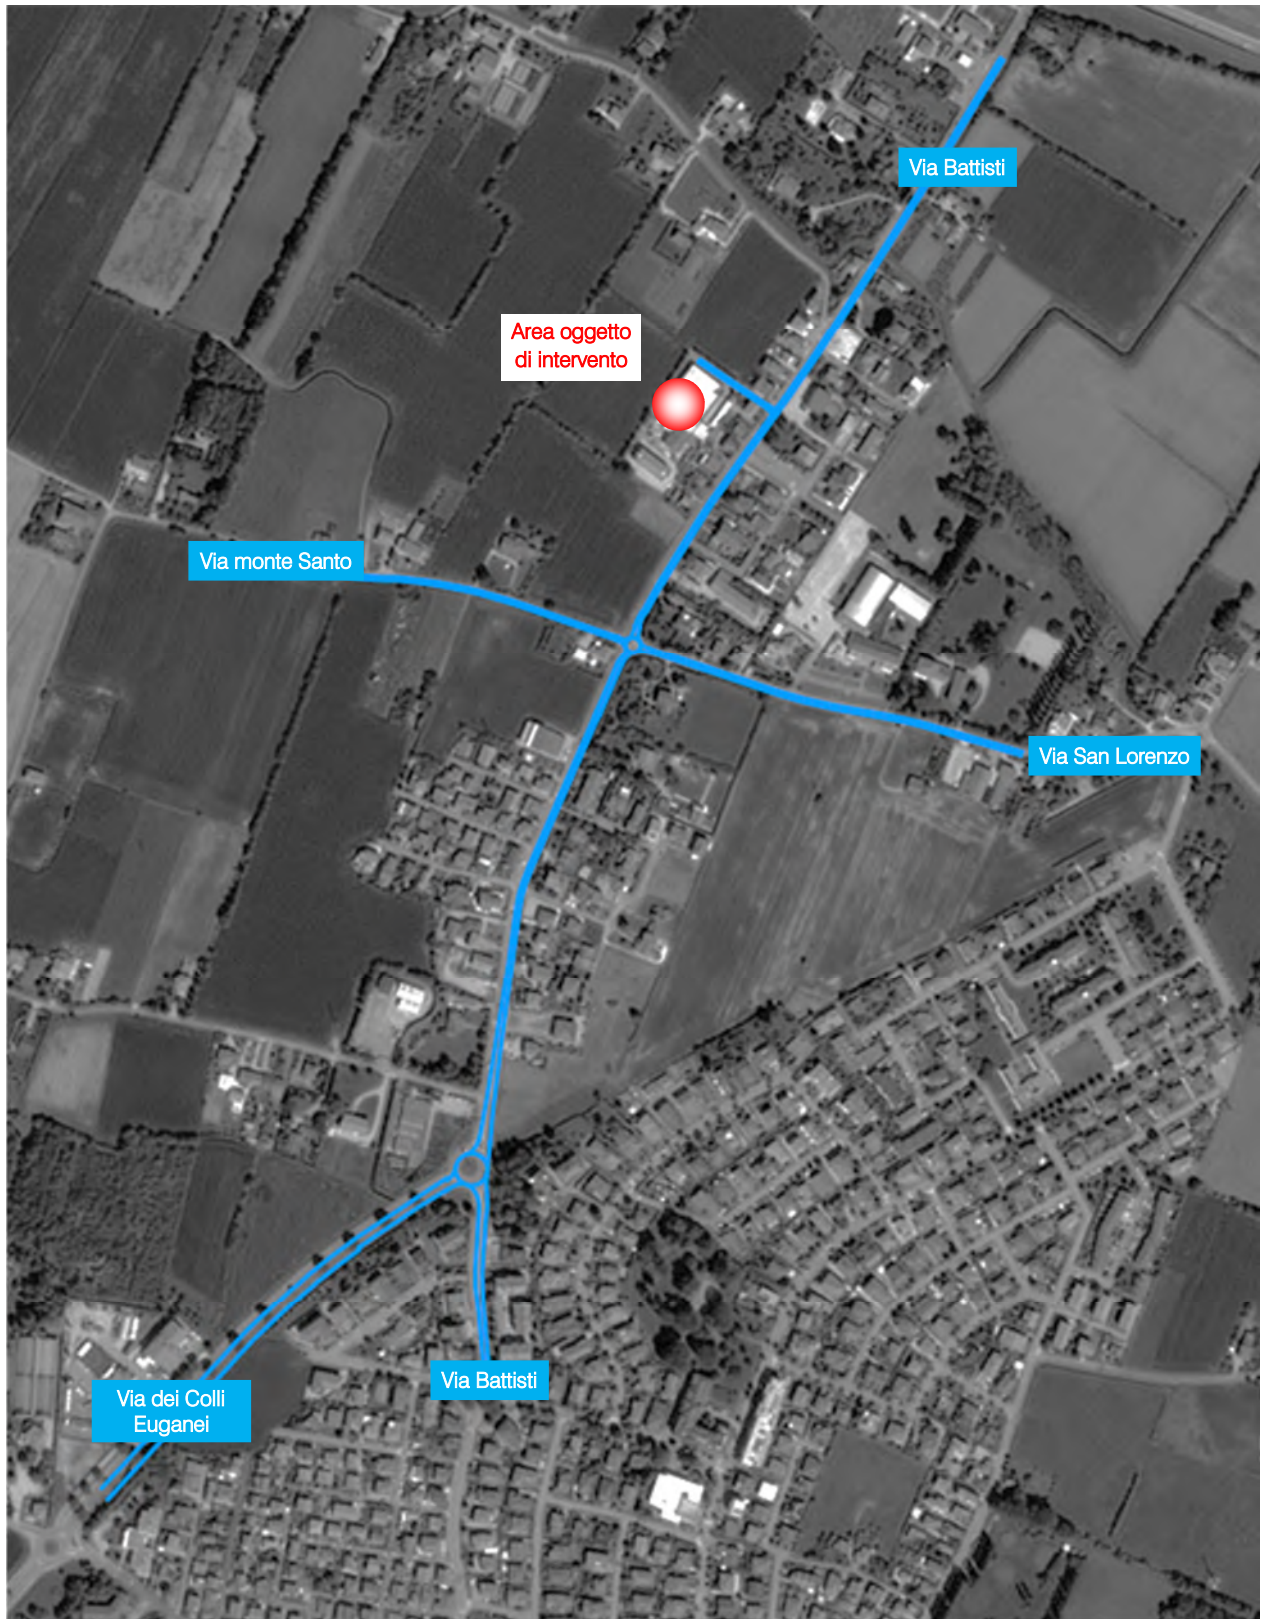 Via Battisti
Area oggetto
di intervento
Via monte Santo
Via San Lorenzo
Via Battisti
Via dei Colli
Euganei